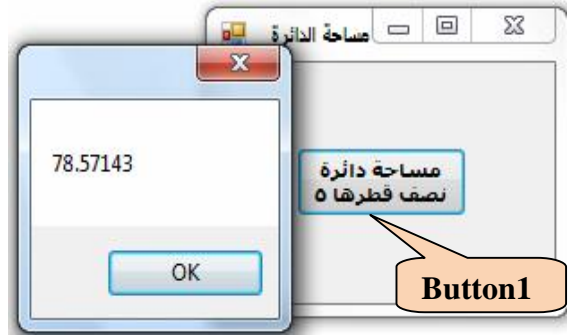 مساحة الدائرة
78.57143
OK
مساحة دائرة
نصف قطرها ٥
Button1